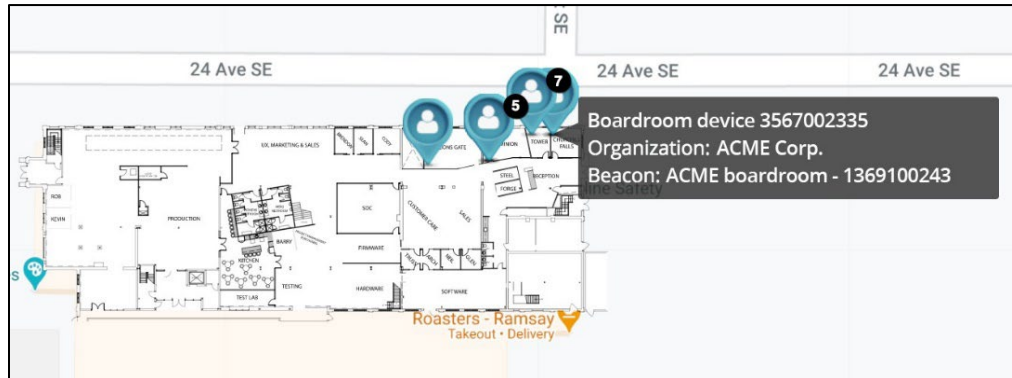 SE
24 Ave SE
24 Ave SE
24 Ave SE
5
7
Boardroom device 3567002335
Organization: ACME Corp.
Beacon: ACME boardroom - 1369100243
UX, MARKETING & SALES
TOWER
STEEL
FORGE
RECEPTION
ROB
KEVIN
PRODUCTION
SOC
CUSTOMER CARE
SALES
BARRY
FIRMWARE
KITCHEN
TESTING
HARDWARE
SOFTWARE
TEST LAB
S
Roasters - Ramsay
Takeout • Delivery